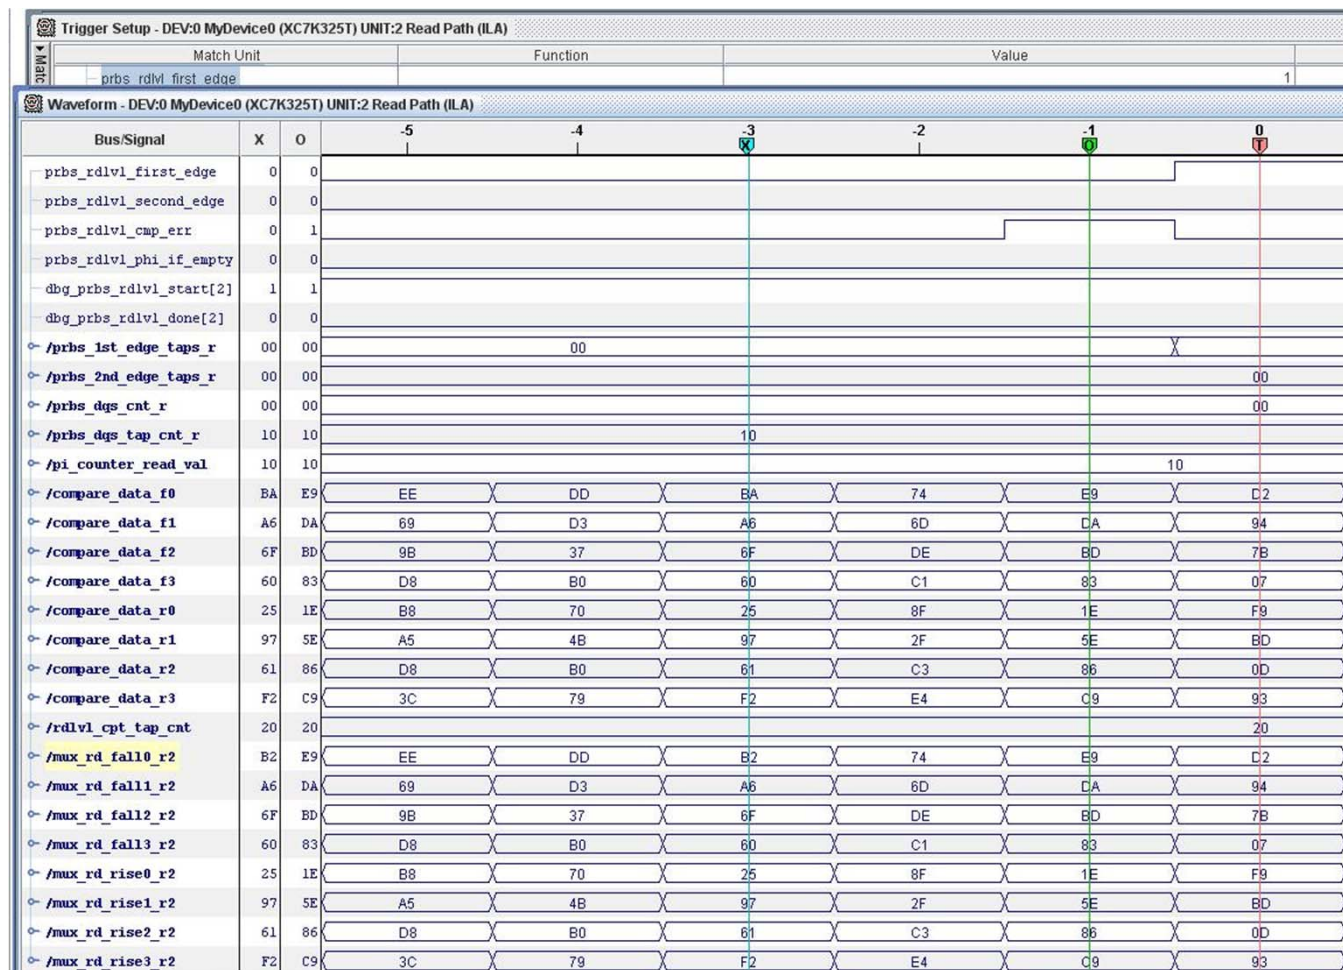 Trigger Setup - DEV:0 MyDevice0 (XC7K325T) UNIT:2 Read Path (ILA)
Match Unit Function Value
Matc prbs_rdlvl_first_edge 1
Waveform - DEV:0 MyDevice0 (XC7K325T) UNIT:2 Read Path (ILA)
Bus/Signal X O -5 -4 -3 -2 -1 0
X O T
prbs_rdlvl_first_edge 0 0
prbs_rdlvl_second_edge 0 0
prbs_rdlvl_cmp_err 0 1
prbs_rdlvl_phi_if_empty 0 0
dbg_prbs_rdlvl_start[2] 1 1
dbg_prbs_rdlvl_done[2] 0 0
/prbs_1st_edge_taps_r 00 00 00
/prbs_2nd_edge_taps_r 00 00 00
/prbs_dqs_cnt_r 00 00 00
/prbs_dqs_tap_cnt_r 10 10 10
/pi_counter_read_val 10 10 10
/compare_data_f0 BA E9 EE DD BA 74 E9 D2
/compare_data_f1 A6 DA 69 D3 A6 6D DA 94
/compare_data_f2 6F BD 9B 37 6F DE BD 7B
/compare_data_f3 60 83 D8 B0 60 C1 83 07
/compare_data_r0 25 1E B8 70 25 8F 1E F9
/compare_data_r1 97 5E A5 4B 97 2F 5E BD
/compare_data_r2 61 86 D8 B0 61 C3 86 0D
/compare_data_r3 F2 C9 3C 79 F2 E4 C9 93
/rdlvl_cpt_tap_cnt 20 20 20
/mux_rd_fall0_r2 B2 E9 EE DD B2 74 E9 D2
/mux_rd_fall1_r2 A6 DA 69 D3 A6 6D DA 94
/mux_rd_fall2_r2 6F BD 9B 37 6F DE BD 7B
/mux_rd_fall3_r2 60 83 D8 B0 60 C1 83 07
/mux_rd_rise0_r2 25 1E B8 70 25 8F 1E F9
/mux_rd_rise1_r2 97 5E A5 4B 97 2F 5E BD
/mux_rd_rise2_r2 61 86 D8 B0 61 C3 86 0D
/mux_rd_rise3_r2 F2 C9 3C 79 F2 E4 C9 93